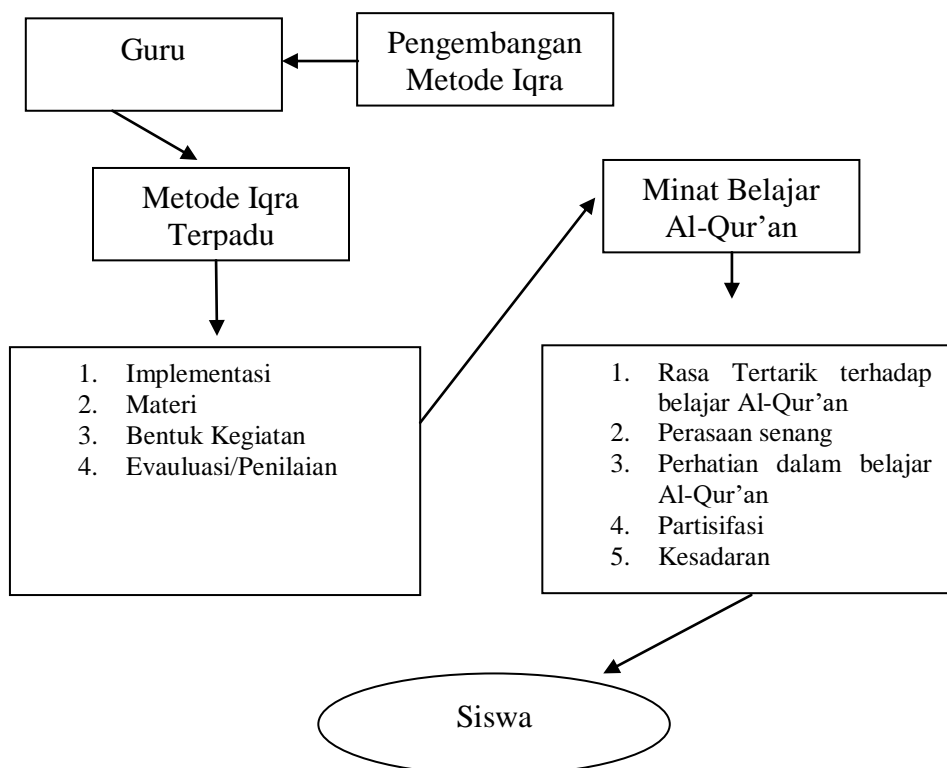 Guru
Pengembangan
Metode Iqra
Metode Iqra
Terpadu
Minat Belajar
Al-Qur’an
1. Implementasi
2. Materi
3. Bentuk Kegiatan
4. Evauluasi/Penilaian
1. Rasa Tertarik terhadap
belajar Al-Qur’an
2. Perasaan senang
3. Perhatian dalam belajar
Al-Qur’an
4. Partisifasi
5. Kesadaran
Siswa